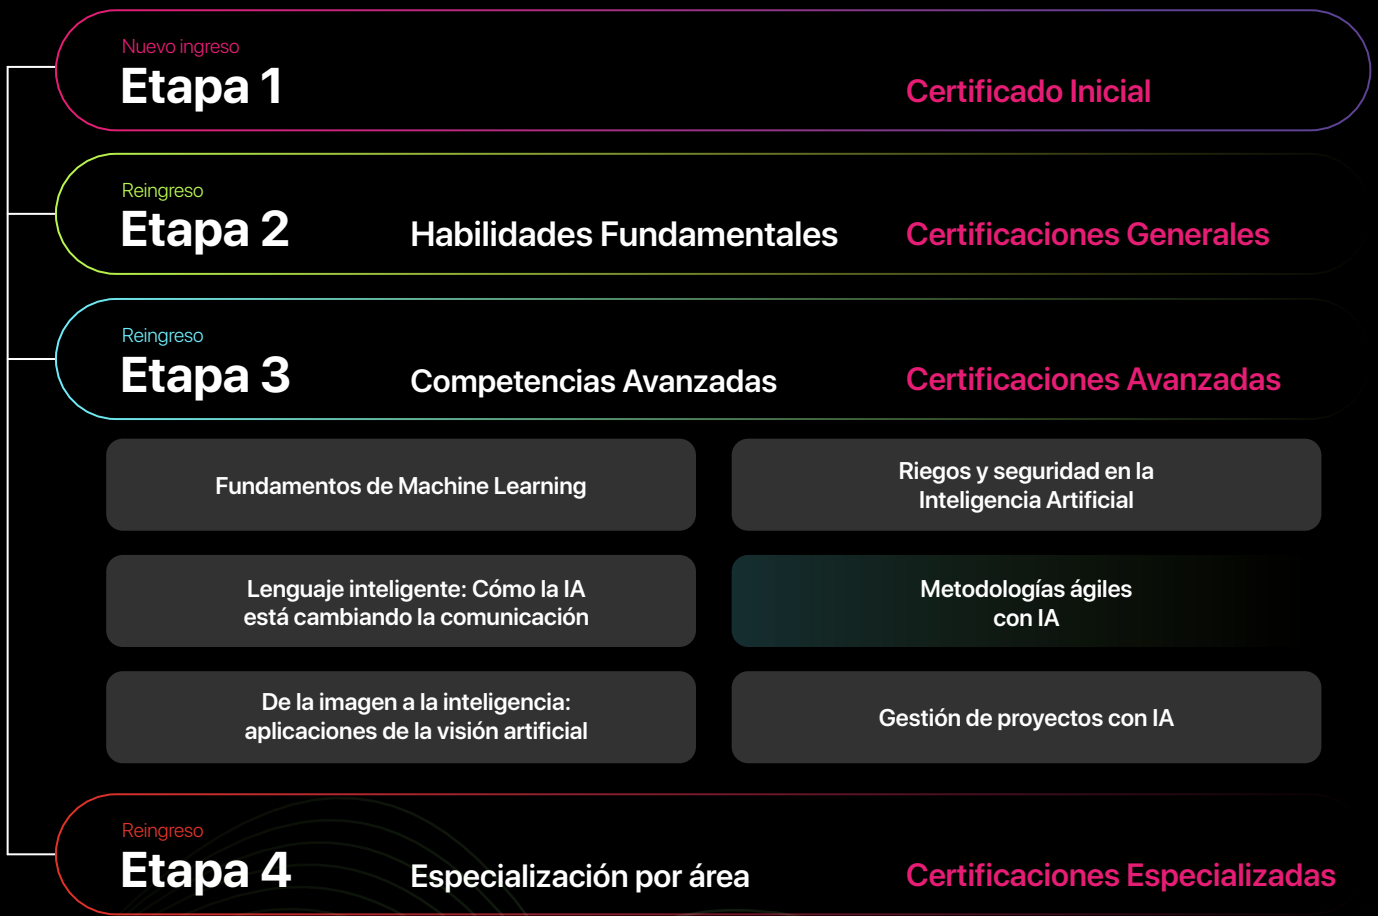 Nuevo ingreso
Etapa 1
Certificado Inicial
Reingreso
Etapa 2
Habilidades Fundamentales
Certificaciones Generales
Reingreso
Etapa 3
Competencias Avanzadas
Certificaciones Avanzadas
Fundamentos de Machine Learning
Riegos y seguridad en la
Inteligencia Artificial
Lenguaje inteligente: Cómo la IA
está cambiando la comunicación
Metodologías ágiles
con IA
De la imagen a la inteligencia:
aplicaciones de la visión artificial
Gestión de proyectos con IA
Reingreso
Etapa 4
Especialización por área
Certificaciones Especializadas